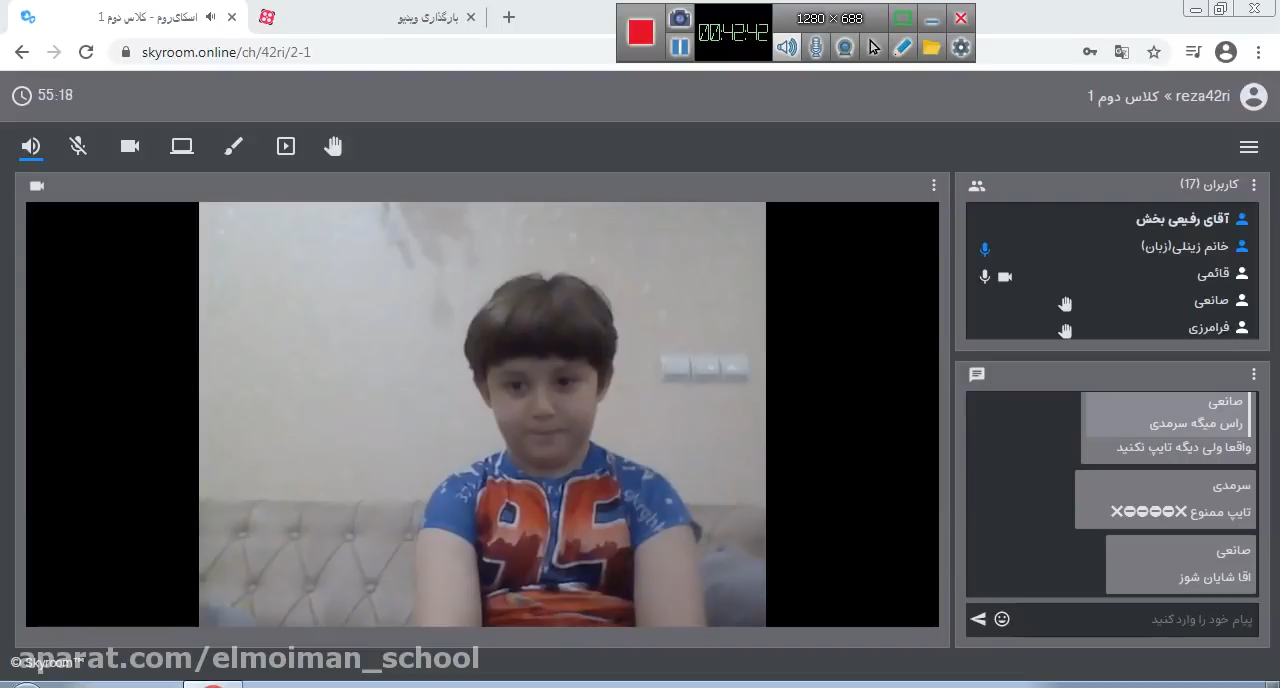 اسکای‌روم - کلاس دوم 1
بارگذاری ویدیو
00:42:42
1280 × 688
skyroom.online/ch/42ri/2-1
55:18
reza42ri » کلاس دوم 1
کاربران (17)
آقای رفیعی بخش
خانم زینلی(زبان)
قائمی
صانعی
فرامرزی
صانعی
راس میگه سرمدی
واقعا ولی دیگه تایپ نکنید
سرمدی
تایپ ممنوع ❌⛔⛔⛔⛔❌
صانعی
اقا شایان شوز
پیام خود را وارد کنید
95
© Skyroom™
aparat.com/elmoiman_school